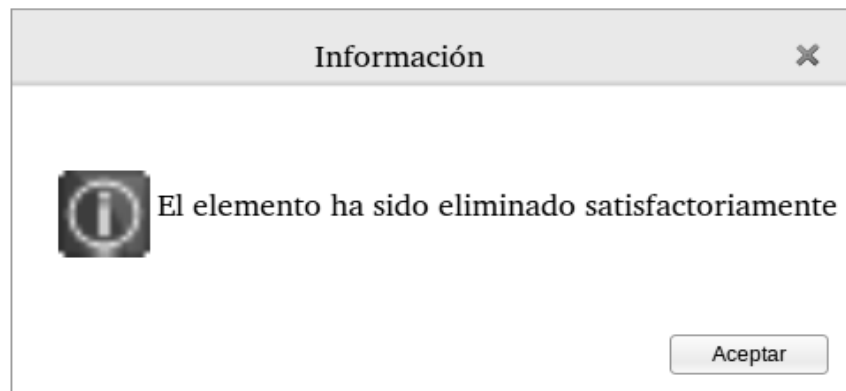 Información
El elemento ha sido eliminado satisfactoriamente
Aceptar